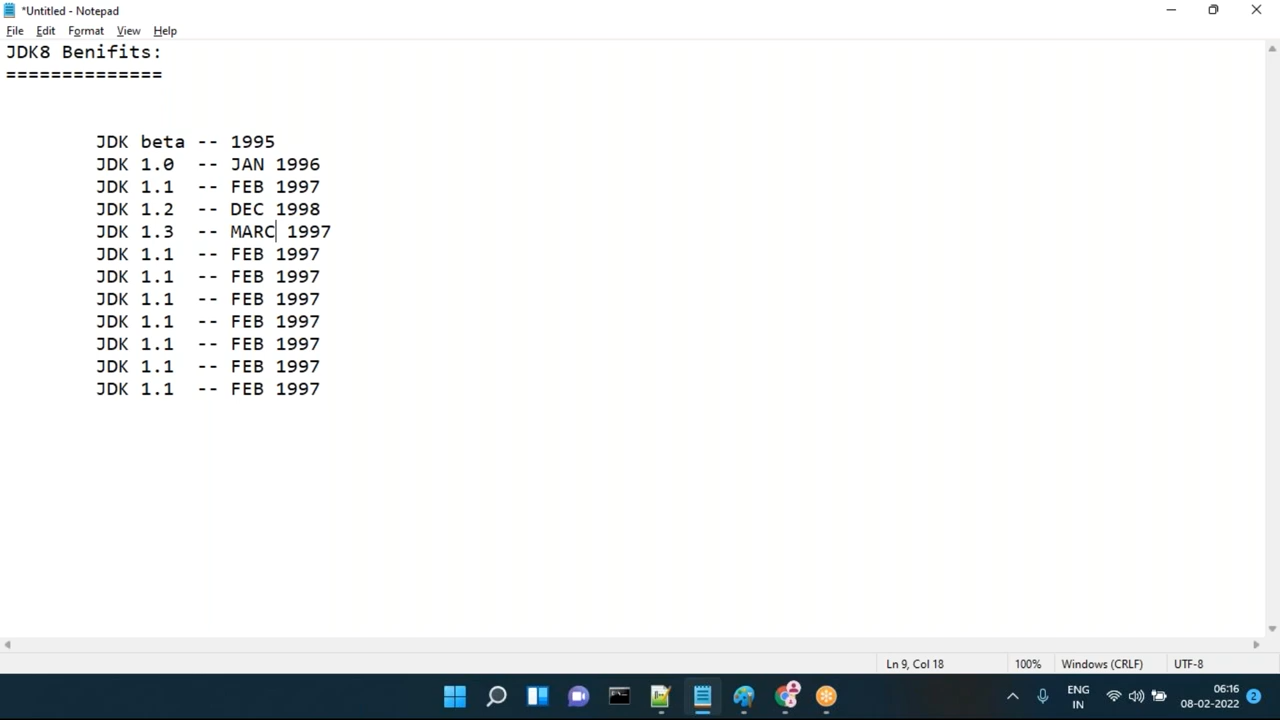 *Untitled - Notepad
File Edit Format View Help
JDK8 Benifits:
==============
JDK beta -- 1995
JDK 1.0 -- JAN 1996
JDK 1.1 -- FEB 1997
JDK 1.2 -- DEC 1998
JDK 1.3 -- MARC 1997
JDK 1.1 -- FEB 1997
JDK 1.1 -- FEB 1997
JDK 1.1 -- FEB 1997
JDK 1.1 -- FEB 1997
JDK 1.1 -- FEB 1997
JDK 1.1 -- FEB 1997
JDK 1.1 -- FEB 1997
Ln 9, Col 18 100% Windows (CRLF) UTF-8
ENG 06:16
IN 08-02-2022 2